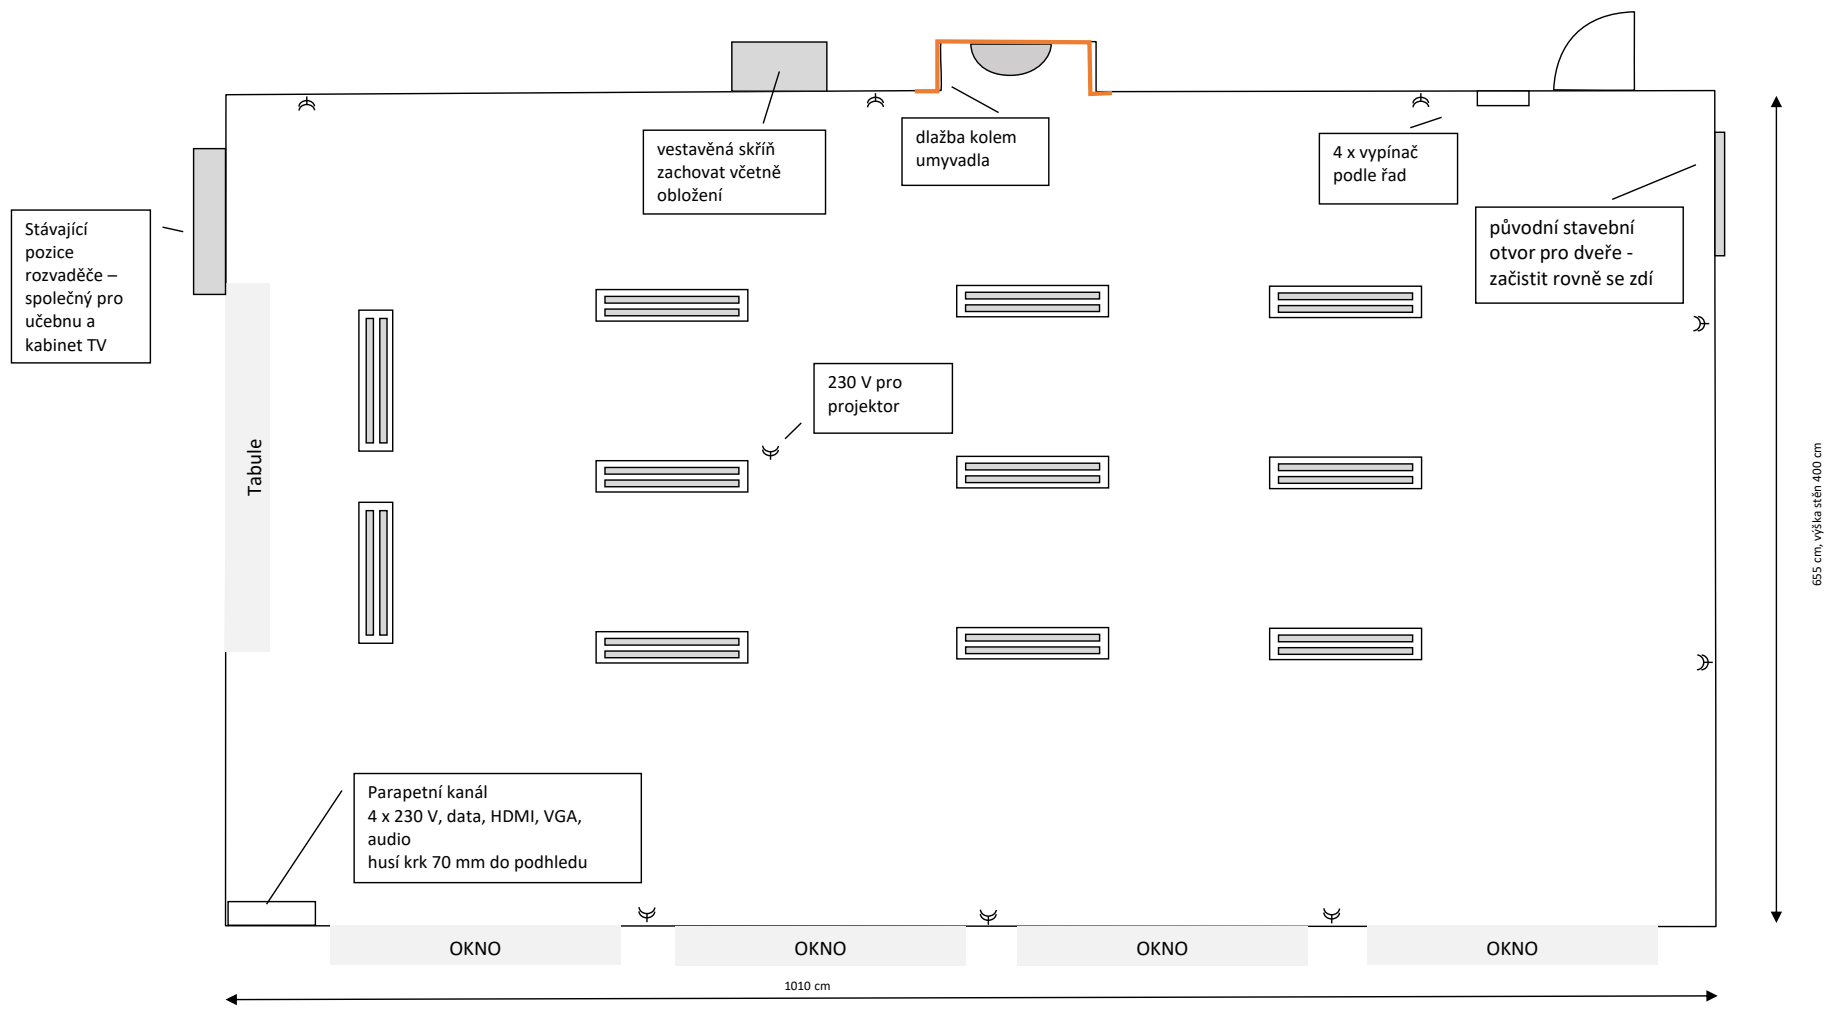 vestavěná skříň
zachovat včetně
obložení
dlažba kolem
umyvadla
4 x vypínač
podle řad
původní stavební
otvor pro dveře -
začistit rovně se zdí
Stávající
pozice
rozvaděče –
společný pro
učebnu a
kabinet TV
230 V pro
projektor
Tabule
655 cm, výška stěn 400 cm
Parapetní kanál
4 x 230 V, data, HDMI, VGA,
audio
husí krk 70 mm do podhledu
OKNO
OKNO
OKNO
OKNO
1010 cm